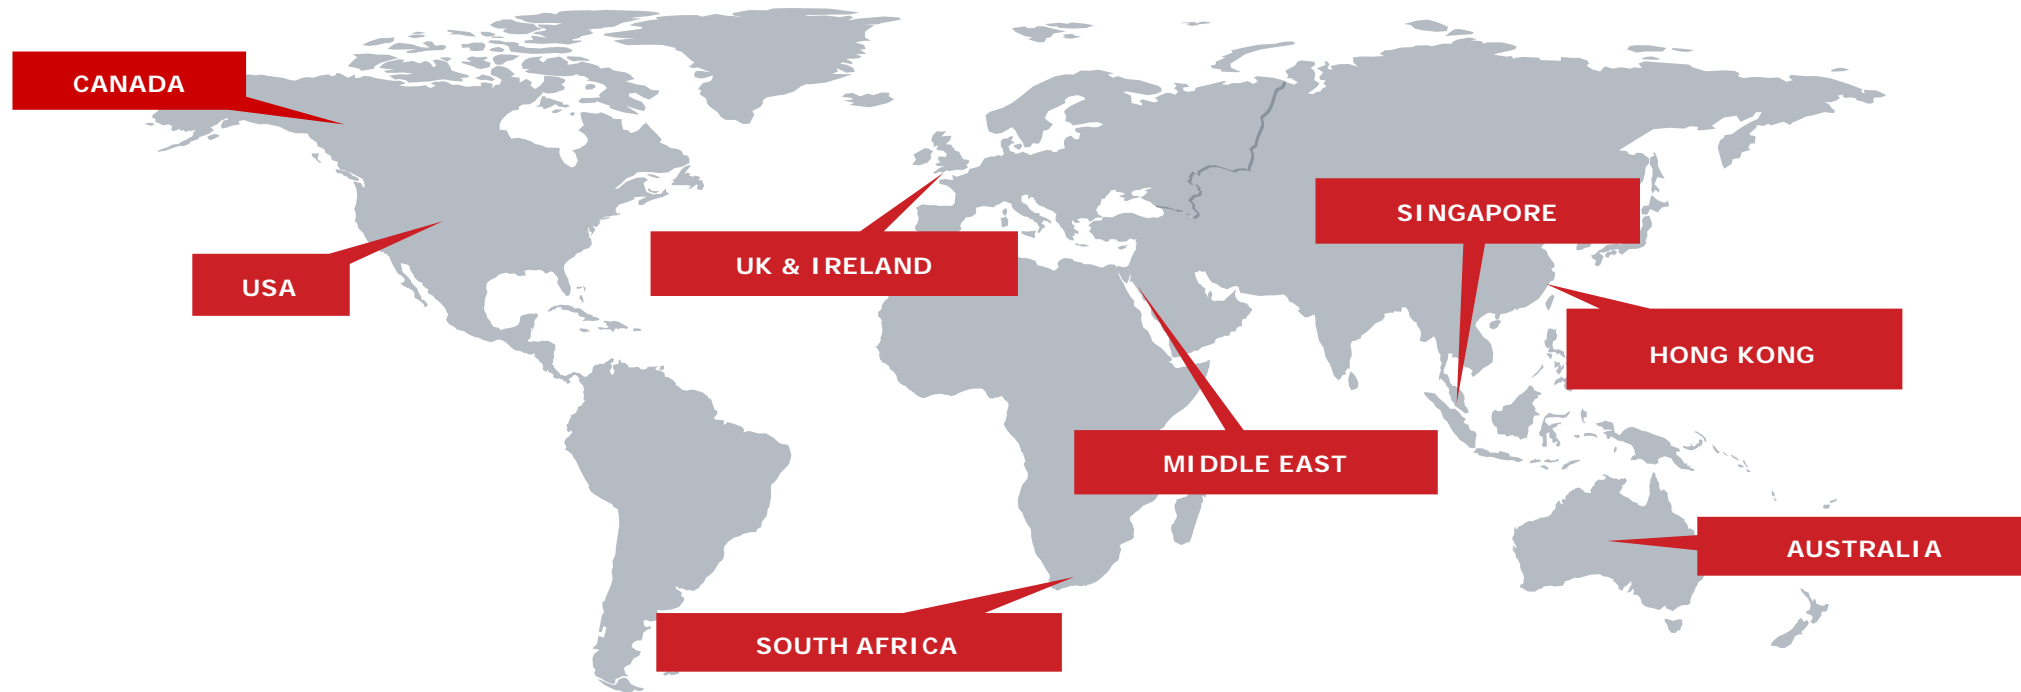 CANADA
SINGAPORE
UK & IRELAND
USA
HONG KONG
MIDDLE EAST
AUSTRALIA
SOUTH AFRICA